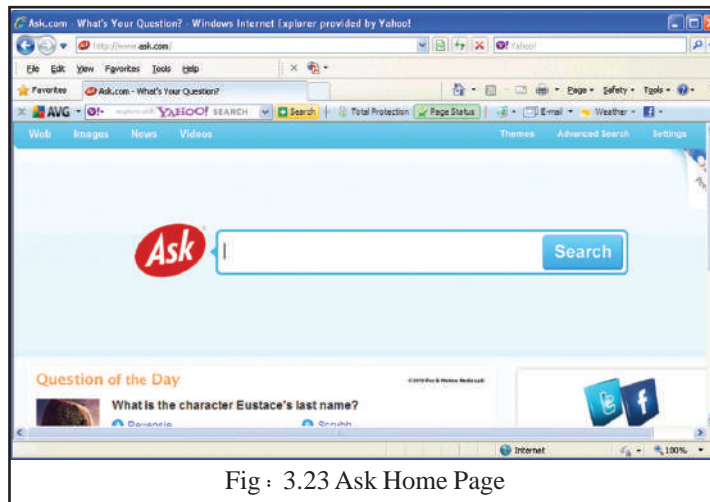 Ask.com - What's Your Question? - Windows Internet Explorer provided by Yahoo!
http://www.ask.com/ Yahoo!
File Edit View Favorites Tools Help
Favorites Ask.com - What's Your Question? Page Safety Tools
AVG YAHOO! SEARCH Search Total Protection Page Status E-mail Weather
Web Images News Videos Themes Advanced Search Settings
Ask Search
Question of the Day
What is the character Eustace's last name?
Pevensie Scrubb
Internet 100%
Fig : 3.23 Ask Home Page